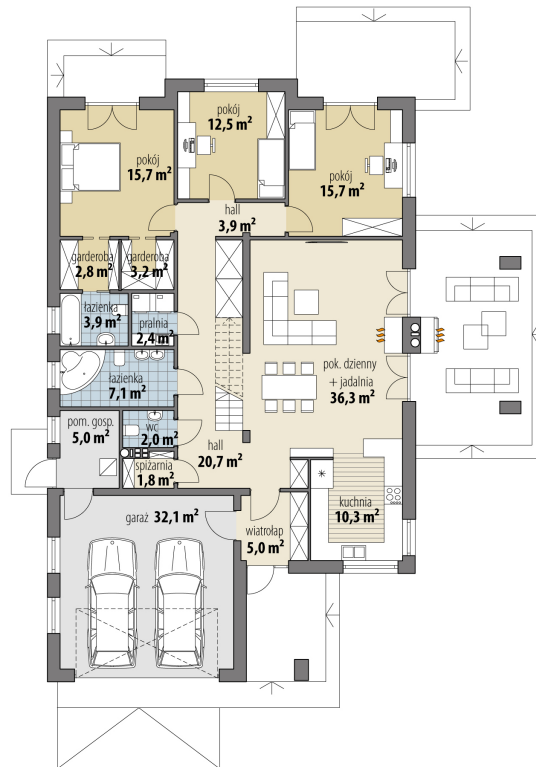 pokój
12,5 m²
pokój
15,7 m²
pokój
15,7 m²
hall
3,9 m²
garderoba
2,8 m²
garderoba
3,2 m²
łazienka
3,9 m²
pralnia
2,4 m²
pok. dzienny
+ jadalnia
36,3 m²
łazienka
7,1 m²
pom. gosp.
5,0 m²
wc
2,0 m²
hall
20,7 m²
spiżarnia
1,8 m²
kuchnia
10,3 m²
garaż 32,1 m²
wiatrołap
5,0 m²